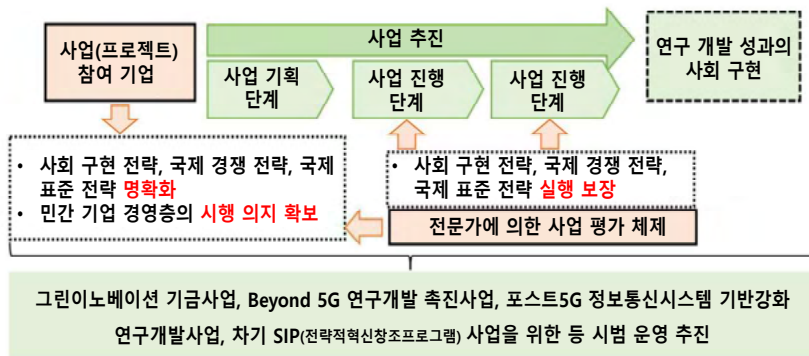 사업(프로젝트)
참여 기업
사업 추진
사업 기획
단계
사업 진행
단계
사업 진행
단계
연구 개발 성과의
사회 구현
• 사회 구현 전략, 국제 경쟁 전략, 국제
표준 전략 명확화
• 민간 기업 경영층의 시행 의지 확보
• 사회 구현 전략, 국제 경쟁 전략,
국제 표준 전략 실행 보장
전문가에 의한 사업 평가 체제
그린이노베이션 기금사업, Beyond 5G 연구개발 촉진사업, 포스트5G 정보통신시스템 기반강화
연구개발사업, 차기 SIP(전략적혁신창조프로그램) 사업을 위한 등 시범 운영 추진